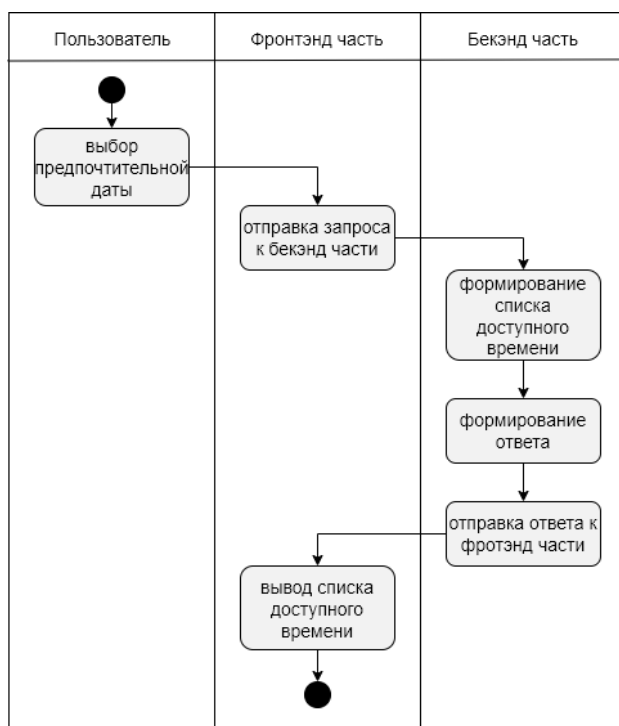 Пользователь
Фронтэнд часть
Бекэнд часть
выбор
предпочтительной
даты
отправка запроса
к бекэнд части
формирование
списка
доступного
времени
формирование
ответа
отправка ответа к
фротэнд части
вывод списка
доступного
времени